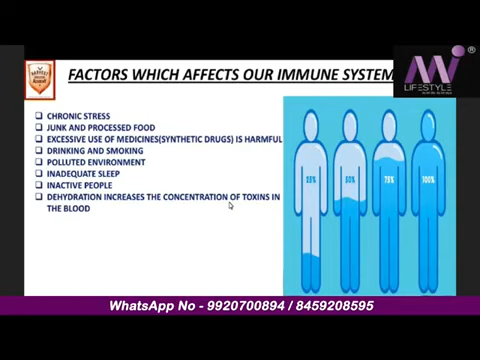 FACTORS WHICH AFFECTS OUR IMMUNE SYSTEM
LIFESTYLE
CHRONIC STRESS
JUNK AND PROCESSED FOOD
EXCESSIVE USE OF MEDICINES(SYNTHETIC DRUGS) IS HARMFUL
DRINKING AND SMOKING
POLLUTED ENVIRONMENT
INADEQUATE SLEEP
INACTIVE PEOPLE
DEHYDRATION INCREASES THE CONCENTRATION OF TOXINS IN
THE BLOOD
25% 50% 75% 100%
WhatsApp No - 9920700894 / 8459208595